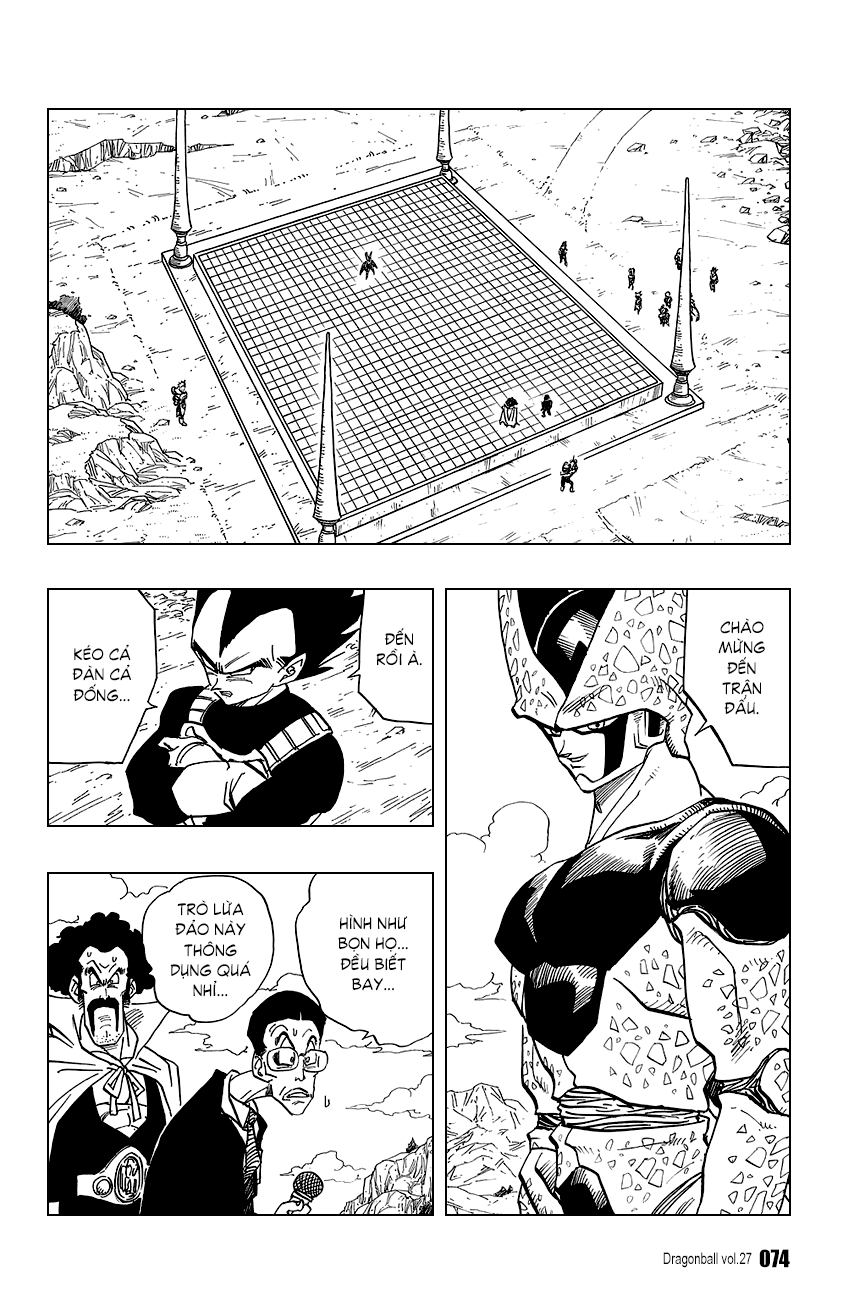 CHÀO
MỪNG
ĐẾN
TRẬN
ĐẤU.
ĐẾN
RỒI À.
KÉO CẢ
ĐÀN CẢ
ĐỐNG...
HÌNH NHƯ
BỌN HỌ...
ĐỀU BIẾT
BAY...
TRÒ LỪA
ĐẢO NÀY
THÔNG
DỤNG QUÁ
NHỈ...
Dragonball vol.27 074